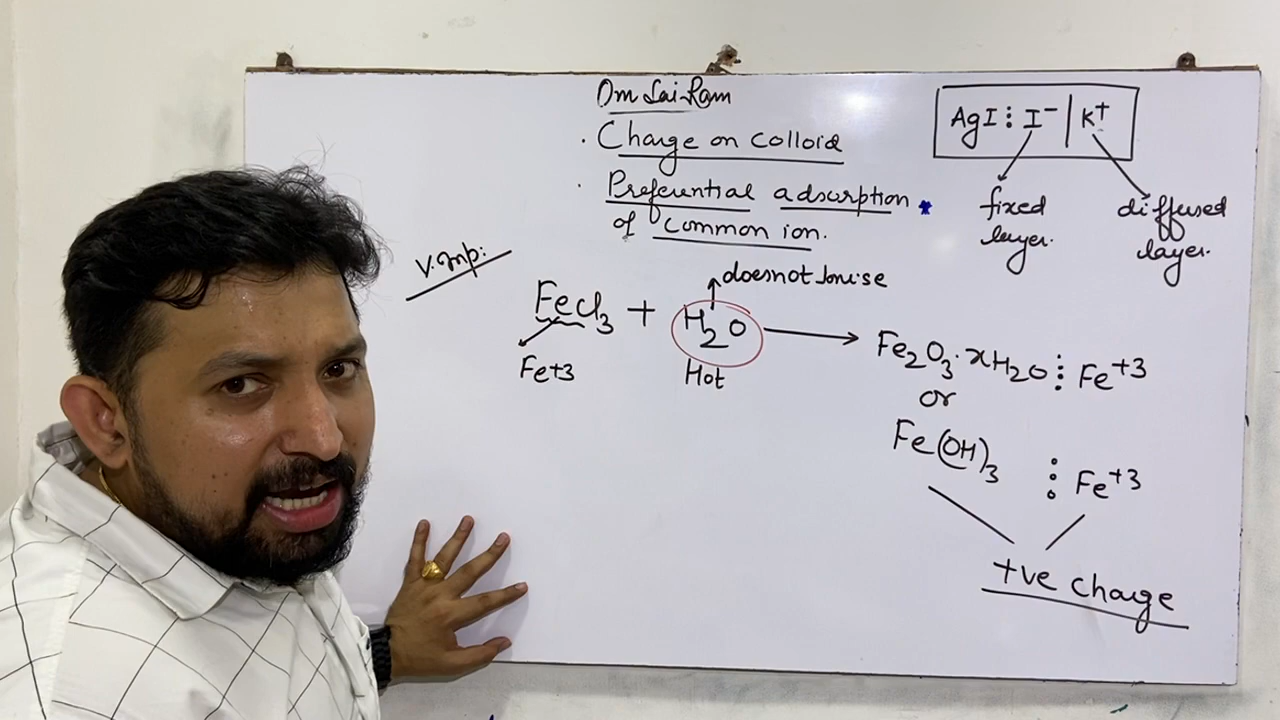 Om Sai Ram
· Charge on Colloid
· Preferential adsorption
of common ion.
AgI ⋮ I⁻ | K⁺
fixed
layer.
diffused
layer.
V. Imp:
doesnot Ionise
FeCl₃ + H₂O → Fe₂O₃·xH₂O ⋮ Fe⁺³
Fe+3
Hot
or
Fe(OH)₃ ⋮ Fe⁺³
+ve Charge